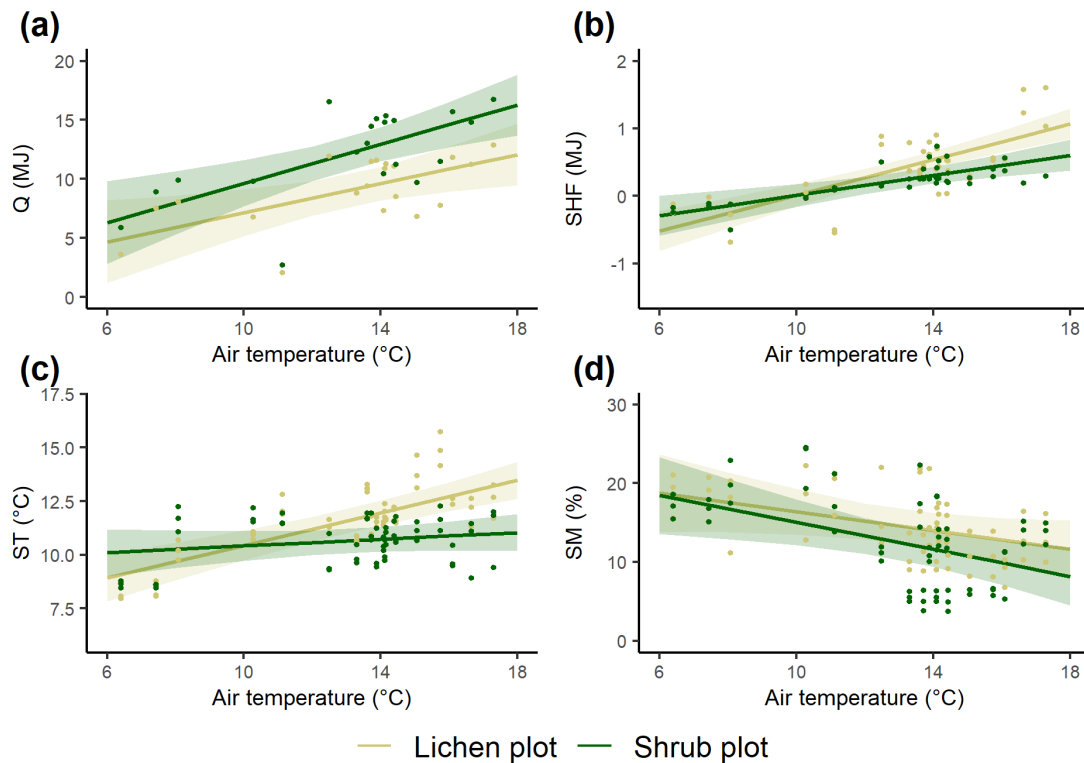 (a)
Q (MJ)
20
15
10
5
0
6 10 14 18
Air temperature (°C)
(b)
SHF (MJ)
2
1
0
-1
6 10 14 18
Air temperature (°C)
(c)
ST (°C)
17.5
15.0
12.5
10.0
7.5
6 10 14 18
Air temperature (°C)
(d)
SM (%)
30
20
10
0
6 10 14 18
Air temperature (°C)
Lichen plot Shrub plot